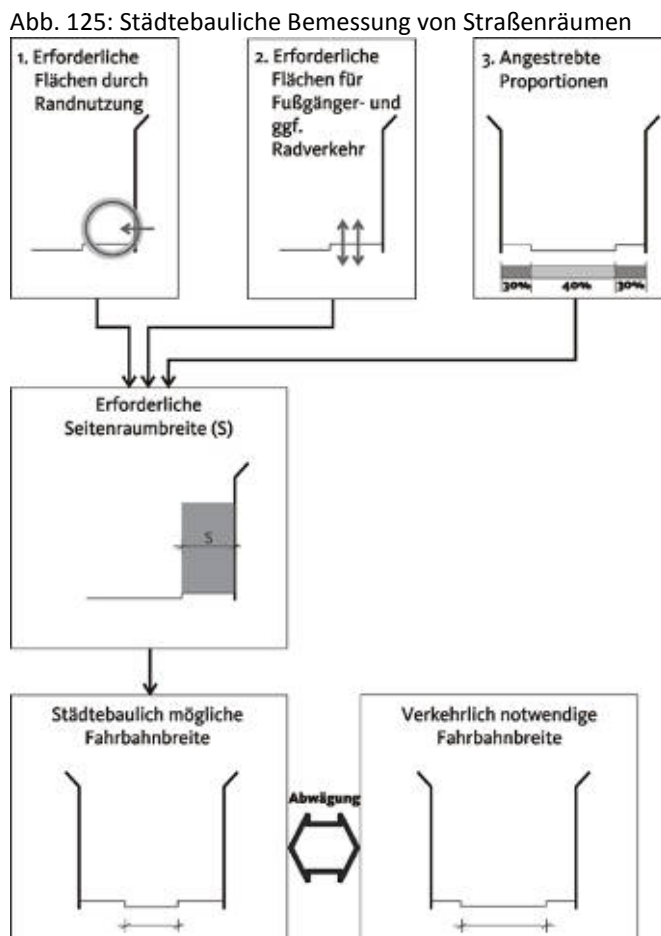 Abb. 125: Städtebauliche Bemessung von Straßenräumen
1. Erforderliche
Flächen durch
Randnutzung
2. Erforderliche
Flächen für
Fußgänger- und
ggf.
Radverkehr
3. Angestrebte
Proportionen
30% 40% 30%
Erforderliche
Seitenraumbreite (S)
S
Städtebaulich mögliche
Fahrbahnbreite
Abwägung
Verkehrlich notwendige
Fahrbahnbreite